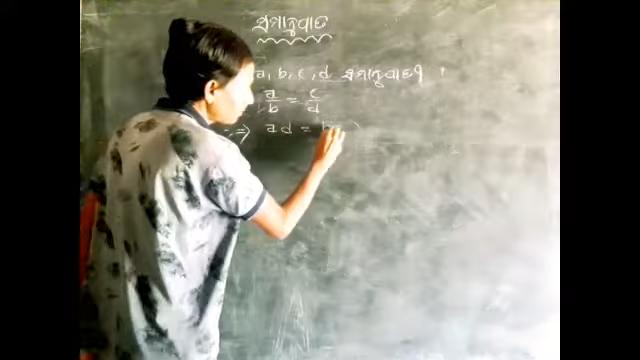 ସମାନୁପାତ
a, b, c, d ସମାନୁପାତୀ ।
a/b = c/d
=> ad = b